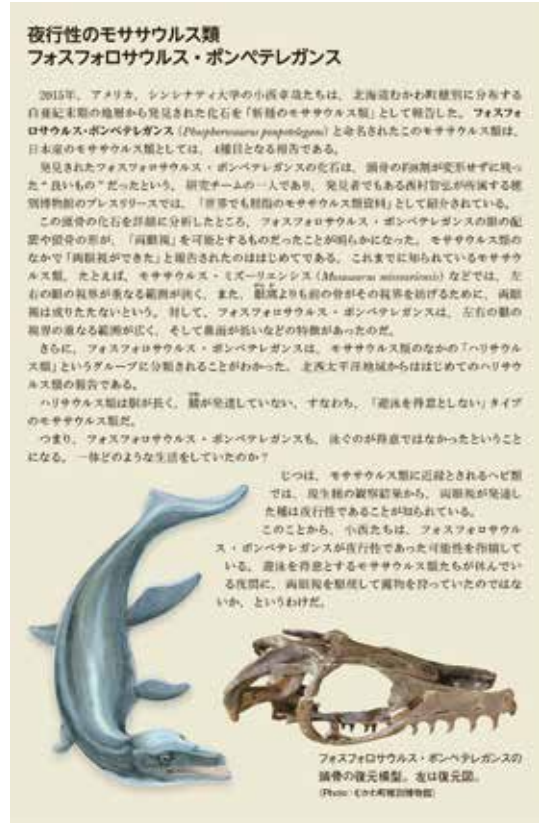 夜行性のモササウルス類
フォスフォロサウルス・ポンペテレガンス
2015年、アメリカ、シンシナティ大学の小西卓哉たちは、北海道むかわ町穂別に分布する
白亜紀末期の地層から発見された化石を「新種のモササウルス類」として報告した。フォスフォ
ロサウルス・ポンペテレガンス(Phosphorosaurus ponpetelegans)と命名されたこのモササウルス類は、
日本産のモササウルス類としては、4種目となる報告である。
発見されたフォスフォロサウルス・ポンペテレガンスの化石は、頭骨の約8割が変形せずに残っ
た“良いもの”だったという。研究チームの一人であり、発見者でもある西村智弘が所属する穂
別博物館のプレスリリースでは、「世界でも屈指のモササウルス類資料」として紹介されている。
この頭骨の化石を詳細に分析したところ、フォスフォロサウルス・ポンペテレガンスの眼の配
置や頭骨の形が、「両眼視」を可能とするものだったことが明らかになった。モササウルス類の
なかで「両眼視ができた」と報告されたのははじめてである。これまでに知られているモササウ
ルス類、たとえば、モササウルス・ミズーリエンシス(Mosasaurus missouriensis)などでは、左
右の眼の視界が重なる範囲が狭く、また、眼窩よりも前の骨がその視界を妨げるために、両眼
視は成りたたないという。対して、フォスフォロサウルス・ポンペテレガンスは、左右の眼の
視界の重なる範囲が広く、そして鼻面が低いなどの特徴があったのだ。
さらに、フォスフォロサウルス・ポンペテレガンスは、モササウルス類のなかの「ハリサウル
ス類」というグループに分類されることがわかった。北西太平洋地域からははじめてのハリサウ
ルス類の報告である。
ハリサウルス類は胴が長く、鰭が発達していない、すなわち、「遊泳を得意としない」タイプ
のモササウルス類だ。
つまり、フォスフォロサウルス・ポンペテレガンスも、泳ぐのが得意ではなかったということ
になる。一体どのような生活をしていたのか?
じつは、モササウルス類に近縁とされるヘビ類
では、現生種の観察結果から、両眼視が発達し
た種は夜行性であることが知られている。
このことから、小西たちは、フォスフォロサウル
ス・ポンペテレガンスが夜行性であった可能性を指摘して
いる。遊泳を得意とするモササウルス類たちが休んでい
る夜間に、両眼視を駆使して獲物を狩っていたのではな
いか、というわけだ。
フォスフォロサウルス・ポンペテレガンスの
頭骨の復元模型。左は復元図。
(Photo:むかわ町穂別博物館)